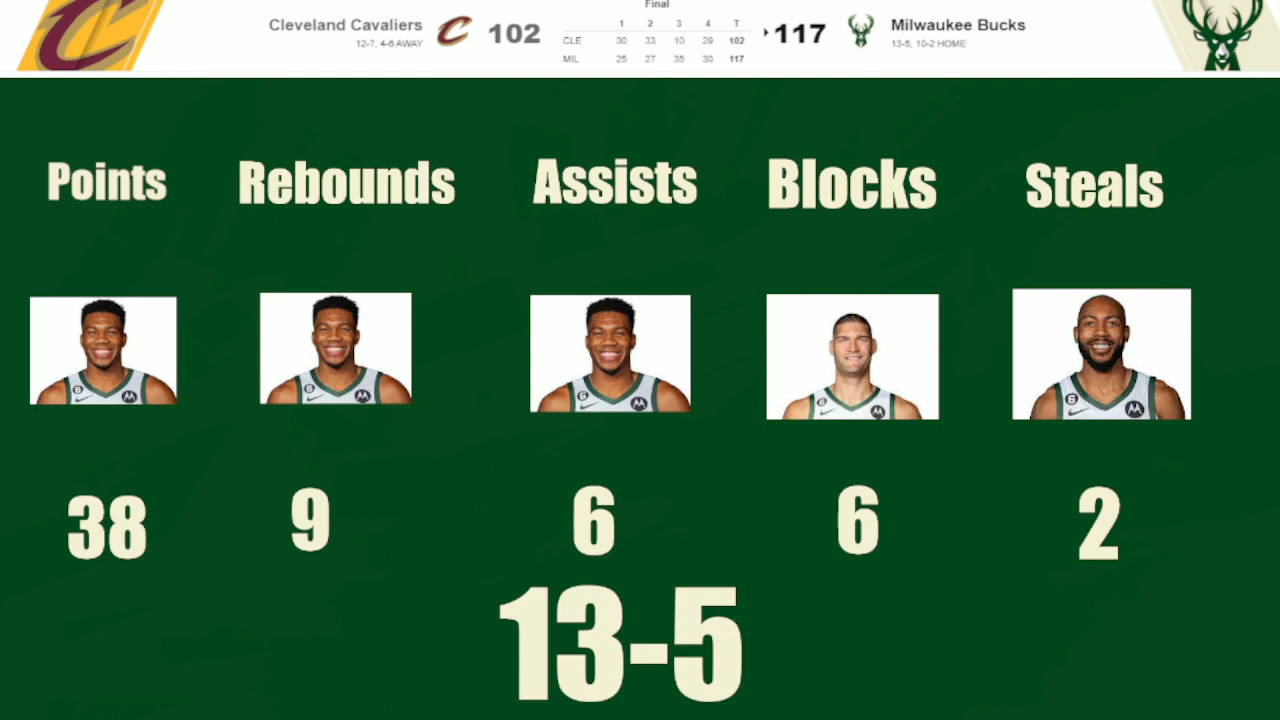 Final
Cleveland Cavaliers
12-7, 4-6 AWAY
102
1 2 3 4 T
CLE 30 33 10 29 102
MIL 25 27 35 30 117
117
Milwaukee Bucks
13-5, 10-2 HOME
Points Rebounds Assists Blocks Steals
38 9 6 6 2
13-5